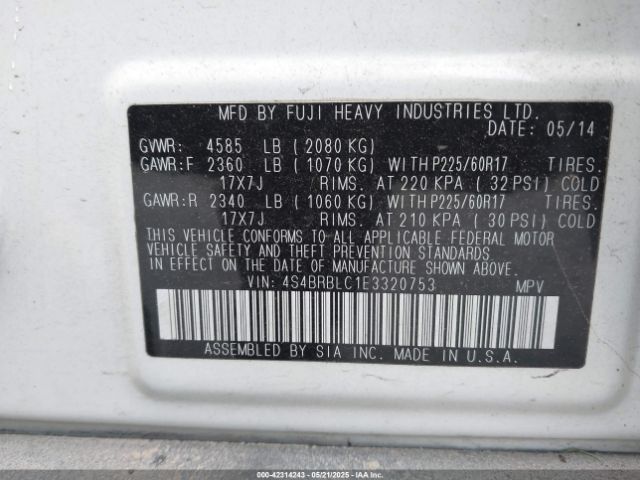 MFD BY FUJI HEAVY INDUSTRIES LTD.
DATE: 05/14
GVWR: 4585 LB ( 2080 KG)
GAWR:F 2360 LB ( 1070 KG) WITH P225/60R17 TIRES.
17X7J RIMS. AT 220 KPA ( 32 PSI) COLD
GAWR:R 2340 LB ( 1060 KG) WITH P225/60R17 TIRES.
17X7J RIMS. AT 210 KPA ( 30 PSI) COLD
THIS VEHICLE CONFORMS TO ALL APPLICABLE FEDERAL MOTOR
VEHICLE SAFETY AND THEFT PREVENTION STANDARDS
IN EFFECT ON THE DATE OF MANUFACTURE SHOWN ABOVE.
VIN: 4S4BRBLC1E3320753 MPV
ASSEMBLED BY SIA INC. MADE IN U.S.A.
000-42314243 - 05/21/2025 - IAAI, Inc.